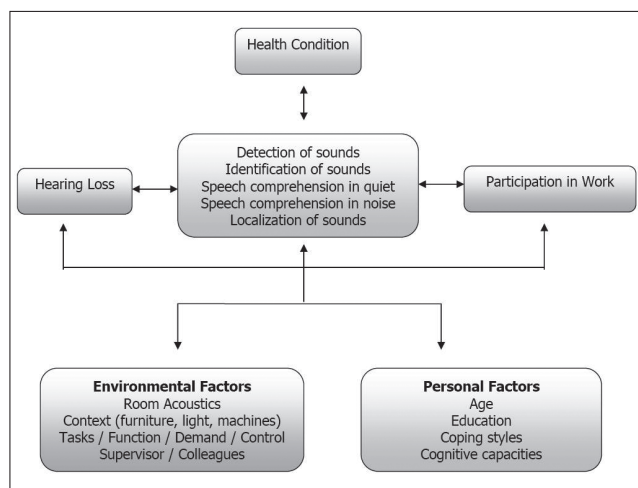 Health Condition
Detection of sounds
Identification of sounds
Speech comprehension in quiet
Speech comprehension in noise
Localization of sounds
Hearing Loss
Participation in Work
Environmental Factors
Room Acoustics
Context (furniture, light, machines)
Tasks / Function / Demand / Control
Supervisor / Colleagues
Personal Factors
Age
Education
Coping styles
Cognitive capacities